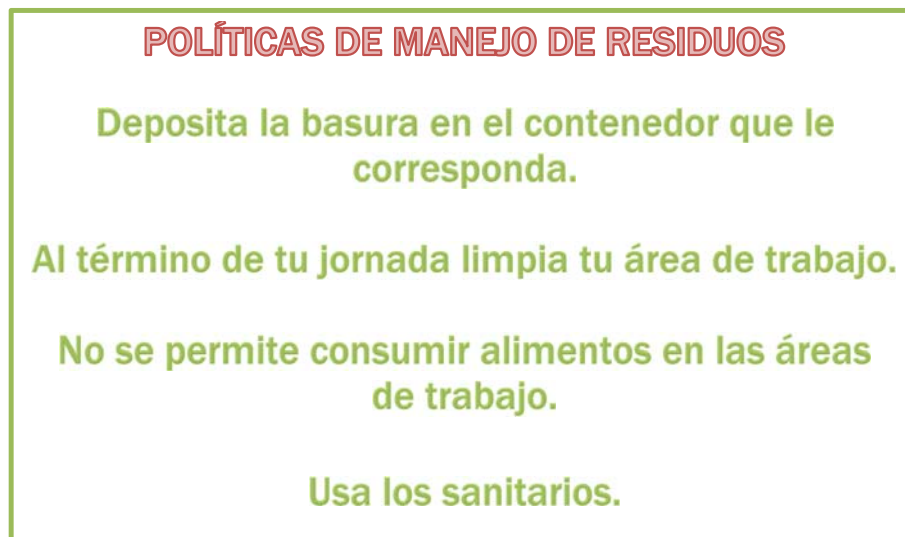 POLÍTICAS DE MANEJO DE RESIDUOS
Deposita la basura en el contenedor que le
corresponda.
Al término de tu jornada limpia tu área de trabajo.
No se permite consumir alimentos en las áreas
de trabajo.
Usa los sanitarios.